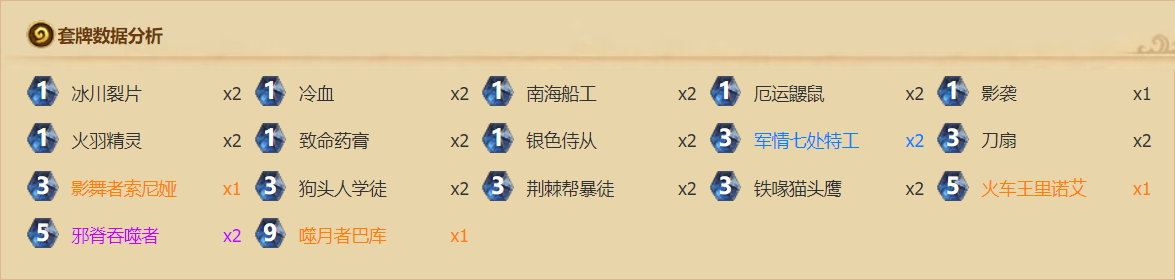 套牌数据分析
1 冰川裂片 x2 1 冷血 x2 1 南海船工 x2 1 厄运鼹鼠 x2 1 影袭 x1
1 火羽精灵 x2 1 致命药膏 x2 1 银色侍从 x2 3 军情七处特工 x2 3 刀扇 x2
3 影舞者索尼娅 x1 3 狗头人学徒 x2 3 荆棘帮暴徒 x2 3 铁喙猫头鹰 x2 5 火车王里诺艾 x1
5 邪脊吞噬者 x2 9 噬月者巴库 x1